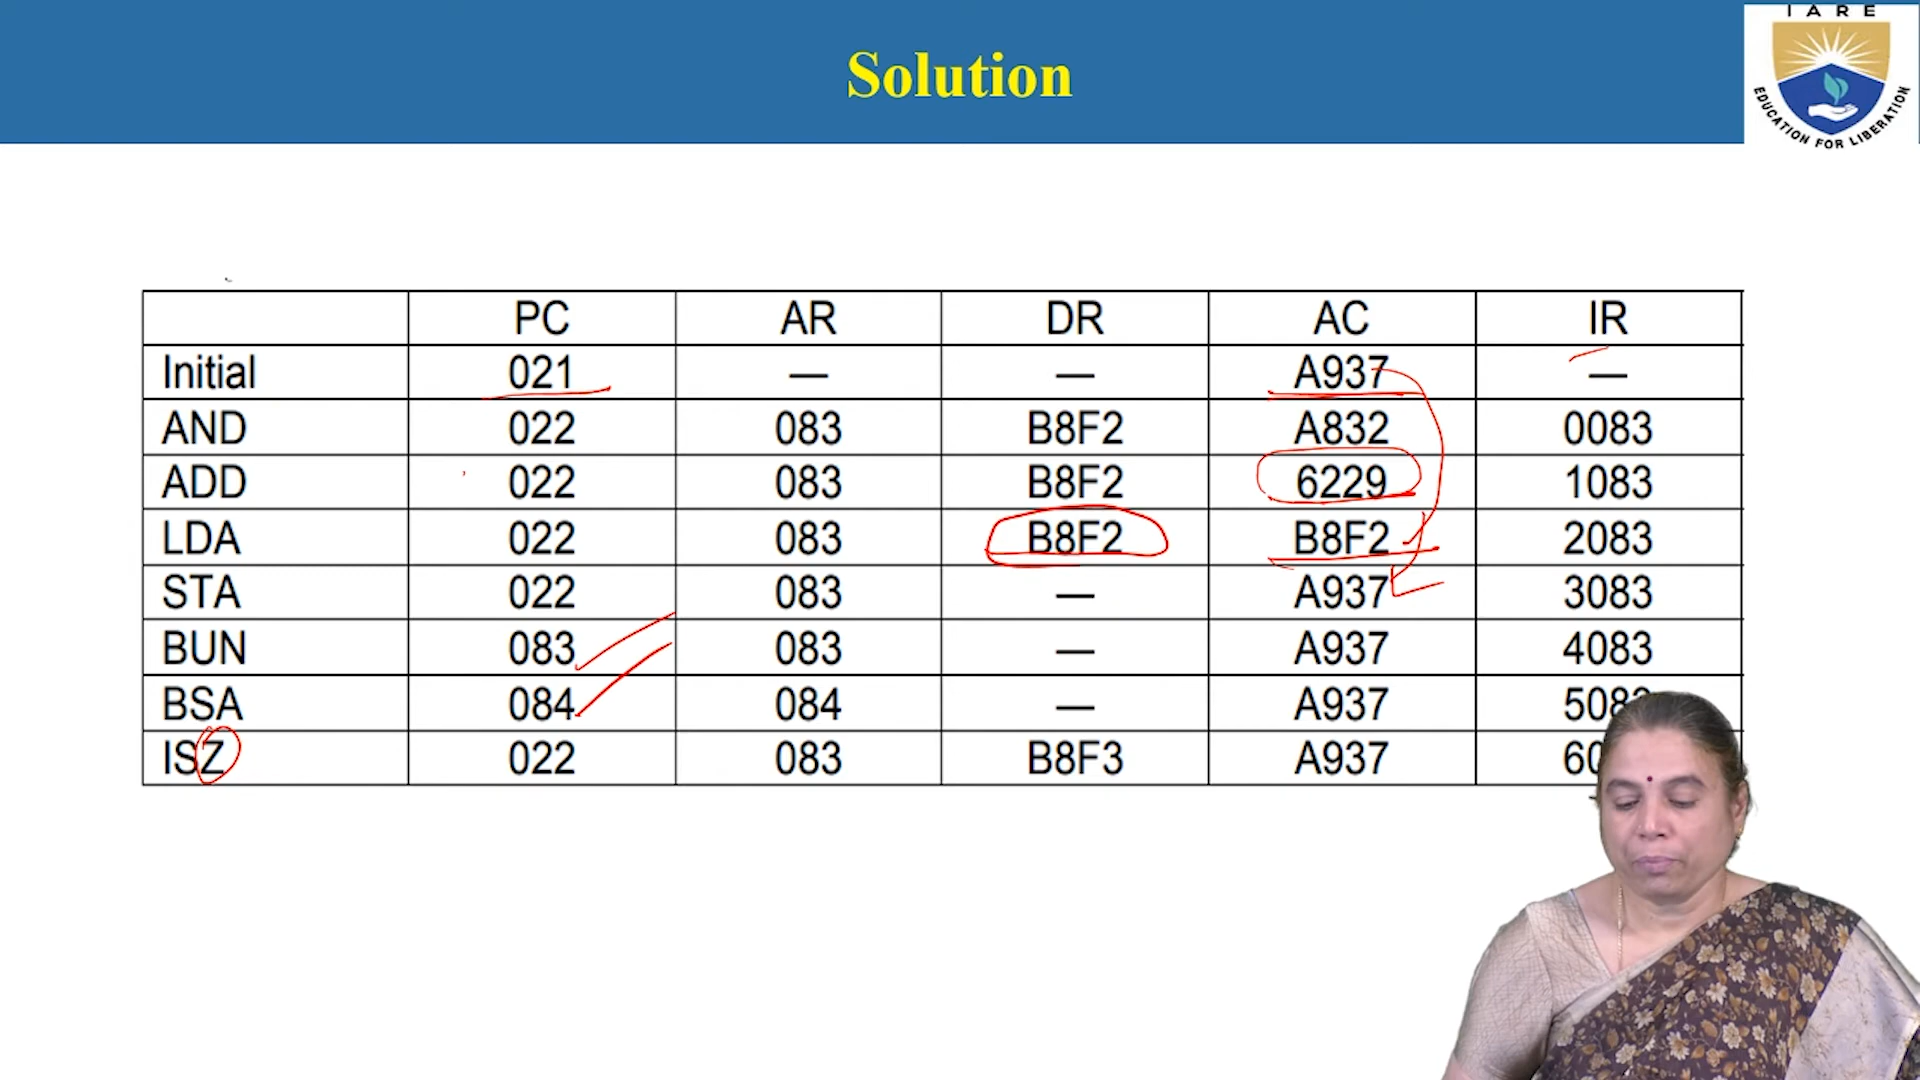 IARE
EDUCATION FOR LIBERATION
Solution
PC AR DR AC IR
Initial 021 — — A937 —
AND 022 083 B8F2 A832 0083
ADD 022 083 B8F2 6229 1083
LDA 022 083 B8F2 B8F2 2083
STA 022 083 — A937 3083
BUN 083 083 — A937 4083
BSA 084 084 — A937
ISZ 022 083 B8F3 A937